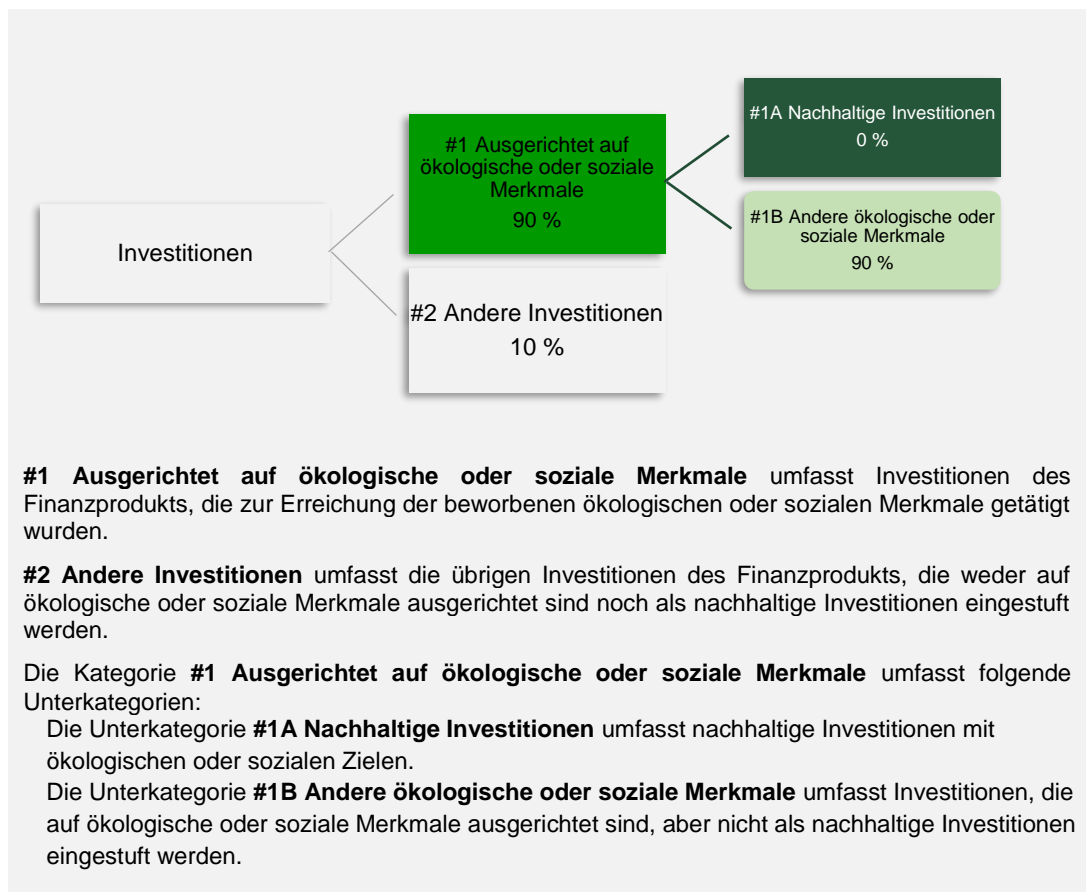 #1A Nachhaltige Investitionen
0 %
#1 Ausgerichtet auf
ökologische oder soziale
Merkmale
90 %
#1B Andere ökologische oder
soziale Merkmale
90 %
Investitionen
#2 Andere Investitionen
10 %
#1 Ausgerichtet auf ökologische oder soziale Merkmale umfasst Investitionen des
Finanzprodukts, die zur Erreichung der beworbenen ökologischen oder sozialen Merkmale getätigt
wurden.
#2 Andere Investitionen umfasst die übrigen Investitionen des Finanzprodukts, die weder auf
ökologische oder soziale Merkmale ausgerichtet sind noch als nachhaltige Investitionen eingestuft
werden.
Die Kategorie #1 Ausgerichtet auf ökologische oder soziale Merkmale umfasst folgende
Unterkategorien:
Die Unterkategorie #1A Nachhaltige Investitionen umfasst nachhaltige Investitionen mit
ökologischen oder sozialen Zielen.
Die Unterkategorie #1B Andere ökologische oder soziale Merkmale umfasst Investitionen, die
auf ökologische oder soziale Merkmale ausgerichtet sind, aber nicht als nachhaltige Investitionen
eingestuft werden.